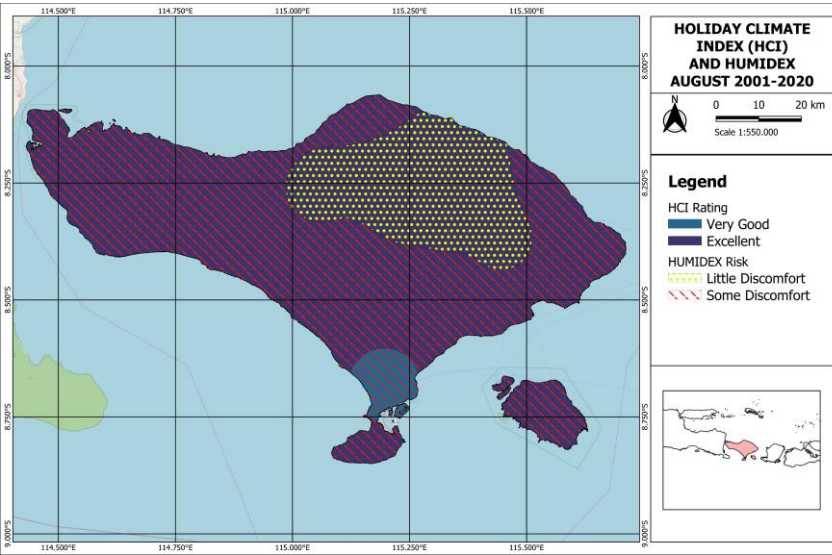 114.500°E 114.750°E 115.000°E 115.250°E 115.500°E
8.000°S 8.000°S
8.250°S 8.250°S
8.500°S 8.500°S
8.750°S 8.750°S
9.000°S 9.000°S
114.500°E 114.750°E 115.000°E 115.250°E 115.500°E
HOLIDAY CLIMATE
INDEX (HCI)
AND HUMIDEX
AUGUST 2001-2020
N
0 10 20 km
Scale 1:550.000
Legend
HCI Rating
Very Good
Excellent
HUMIDEX Risk
Little Discomfort
Some Discomfort